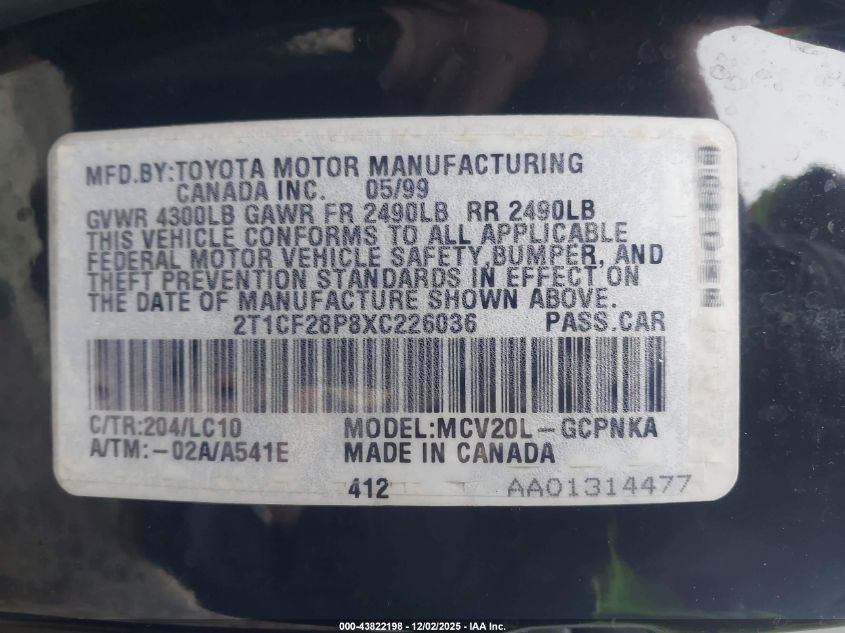 MFD.BY:TOYOTA MOTOR MANUFACTURING
CANADA INC. 05/99
GVWR 4300LB GAWR FR 2490LB RR 2490LB
THIS VEHICLE CONFORMS TO ALL APPLICABLE
FEDERAL MOTOR VEHICLE SAFETY,BUMPER, AND
THEFT PREVENTION STANDARDS IN EFFECT ON
THE DATE OF MANUFACTURE SHOWN ABOVE.
2T1CF28P8XC226036 PASS.CAR
C/TR:204/LC10 MODEL:MCV20L-GCPNKA
A/TM:-02A/A541E MADE IN CANADA
412 AA01314477
000-43822198 - 12/02/2025 - IAA Inc.